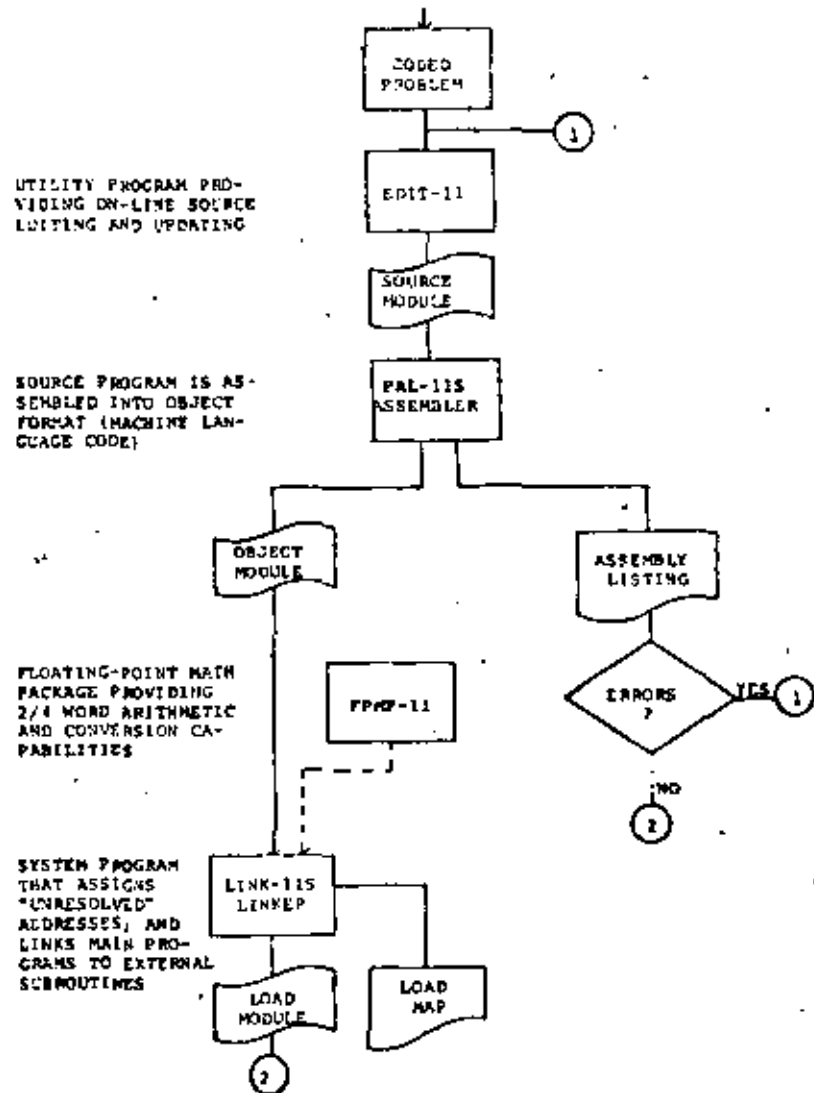 CODED
PROBLEM
1
UTILITY PROGRAM PRO-
VIDING ON-LINE SOURCE
EDITING AND UPDATING
EDIT-11
SOURCE
MODULE
SOURCE PROGRAM IS AS-
SEMBLED INTO OBJECT
FORMAT (MACHINE LAN-
GUAGE CODE)
PAL-11S
ASSEMBLER
OBJECT
MODULE
ASSEMBLY
LISTING
FLOATING-POINT MATH
PACKAGE PROVIDING
2/4 WORD ARITHMETIC
AND CONVERSION CA-
PABILITIES
FPMP-11
ERRORS
?
YES
1
NO
2
SYSTEM PROGRAM
THAT ASSIGNS
"UNRESOLVED"
ADDRESSES, AND
LINKS MAIN PRO-
GRAMS TO EXTERNAL
SUBROUTINES
LINK-11S
LINKER
LOAD
MODULE
LOAD
MAP
2